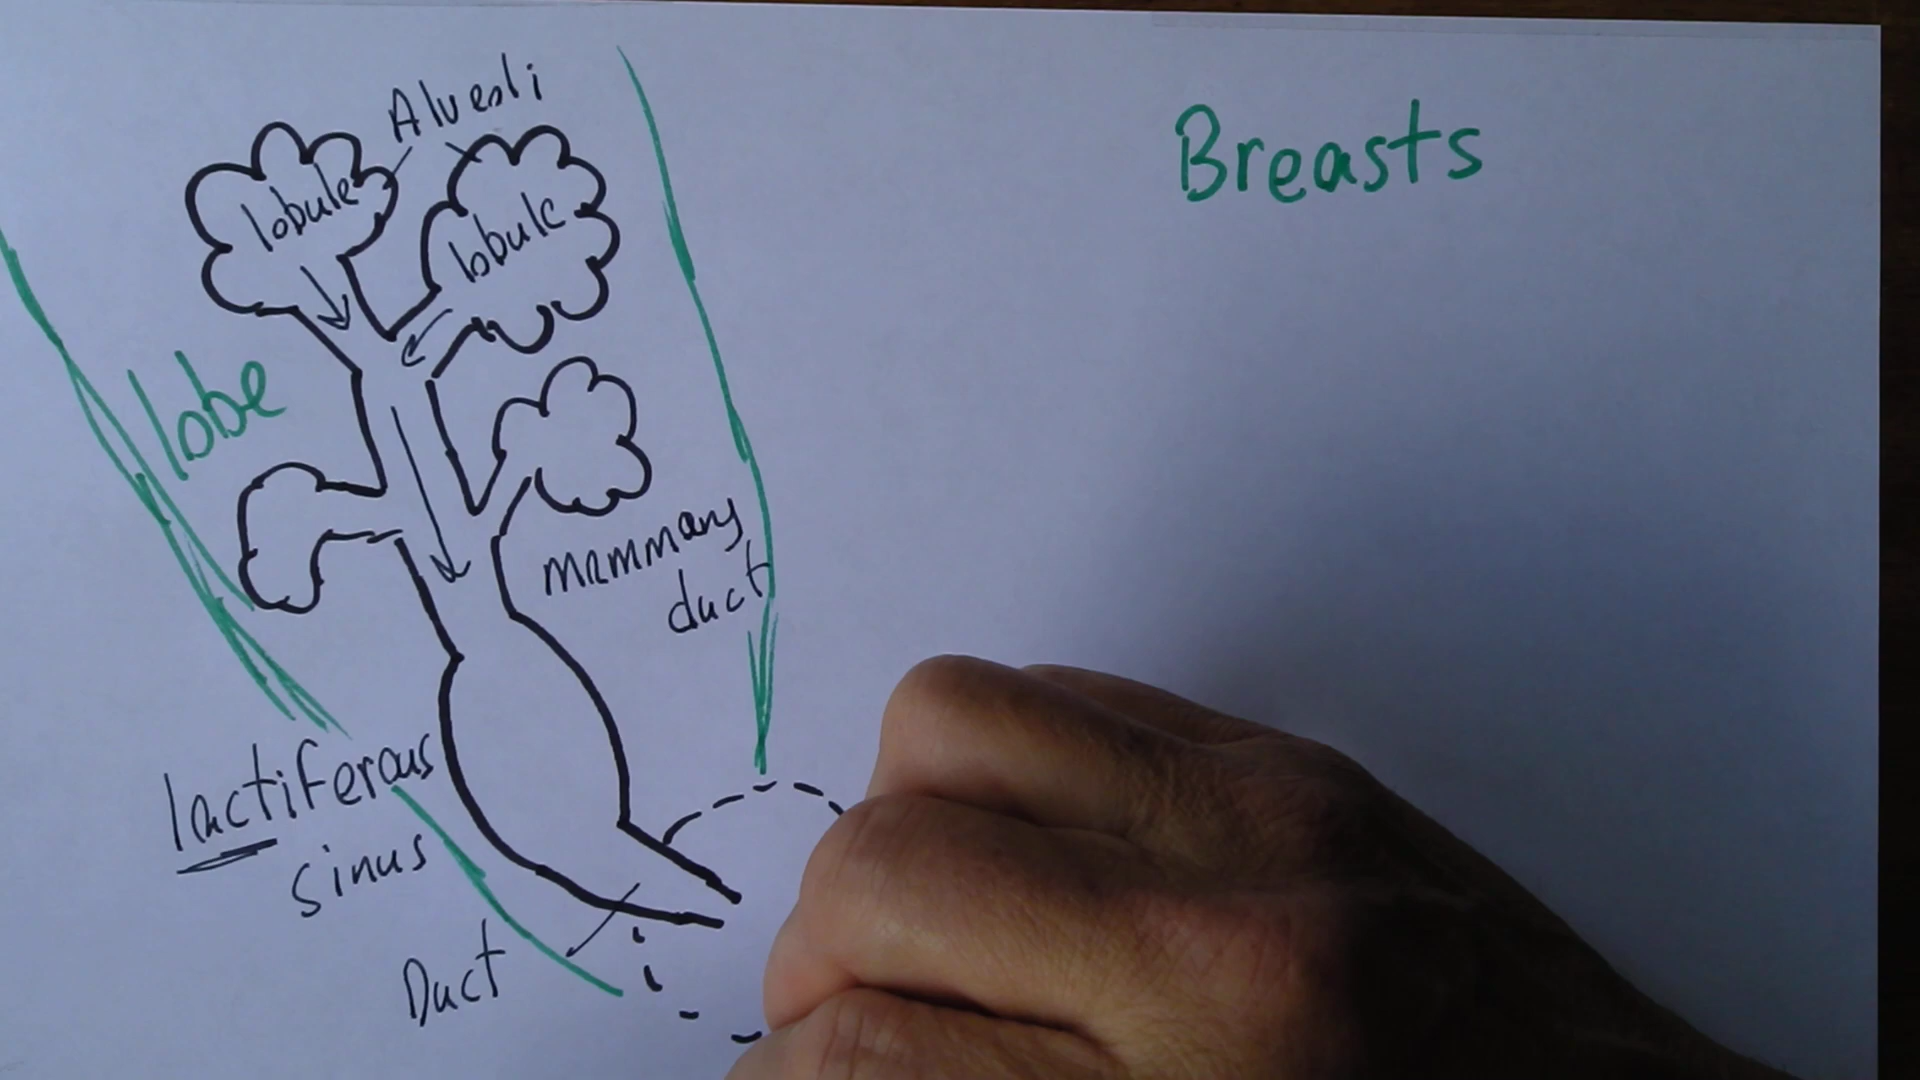 Alveoli
Breasts
lobule
lobule
lobe
mammary
duct
lactiferous
sinus
Duct